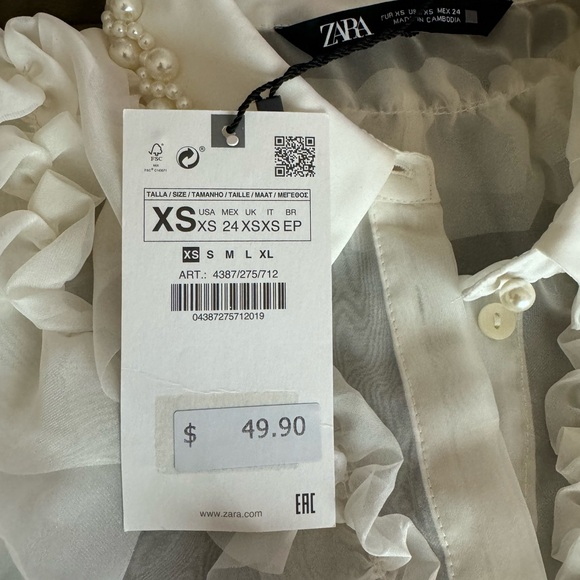 ZARA
EUR XS UK XS MEX 24
MADE IN CAMBODIA
FSC
TALLA / SIZE / TAMANHO / TAILLE / MAAT / ΜΕΓΕΘΟΣ
XS
USA MEX UK IT BR
XS 24 XS XS EP
XS S M L XL
ART.: 4387/275/712
04387275712019
$ 49.90
www.zara.com
EAC